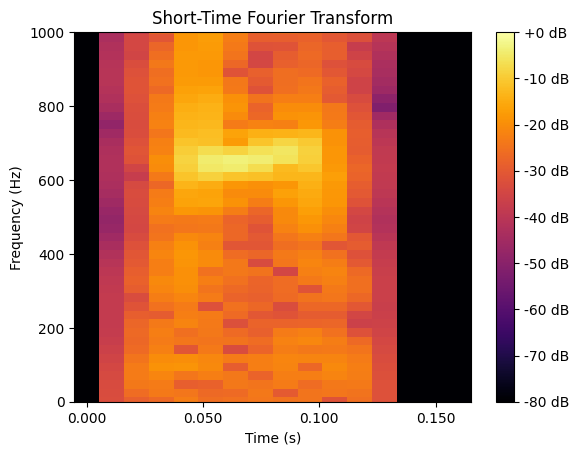 Short-Time Fourier Transform
1000
800
600
400
200
0
Frequency (Hz)
0.000
0.050
0.100
0.150
Time (s)
+0 dB
-10 dB
-20 dB
-30 dB
-40 dB
-50 dB
-60 dB
-70 dB
-80 dB